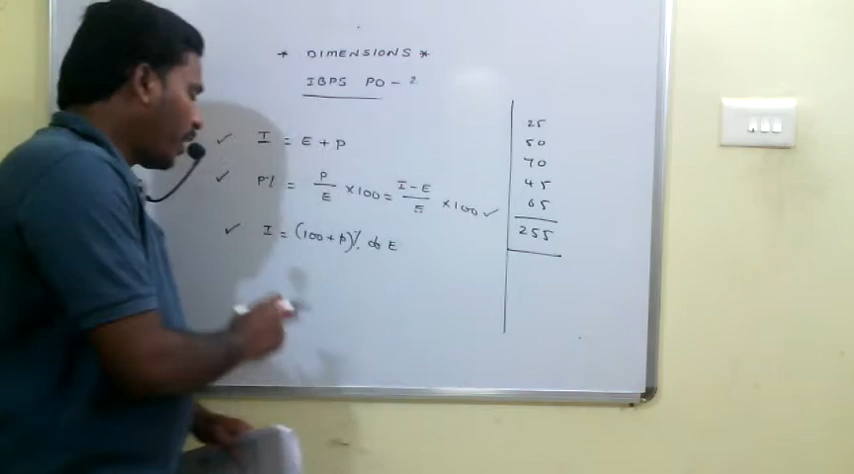 * DIMENSIONS *
IBPS PO - 2
✓ I = E + P
✓ P% = P/E × 100 = I - E/E × 100 ✓
✓ I = (100 + P)% of E
25
50
70
45
65
255